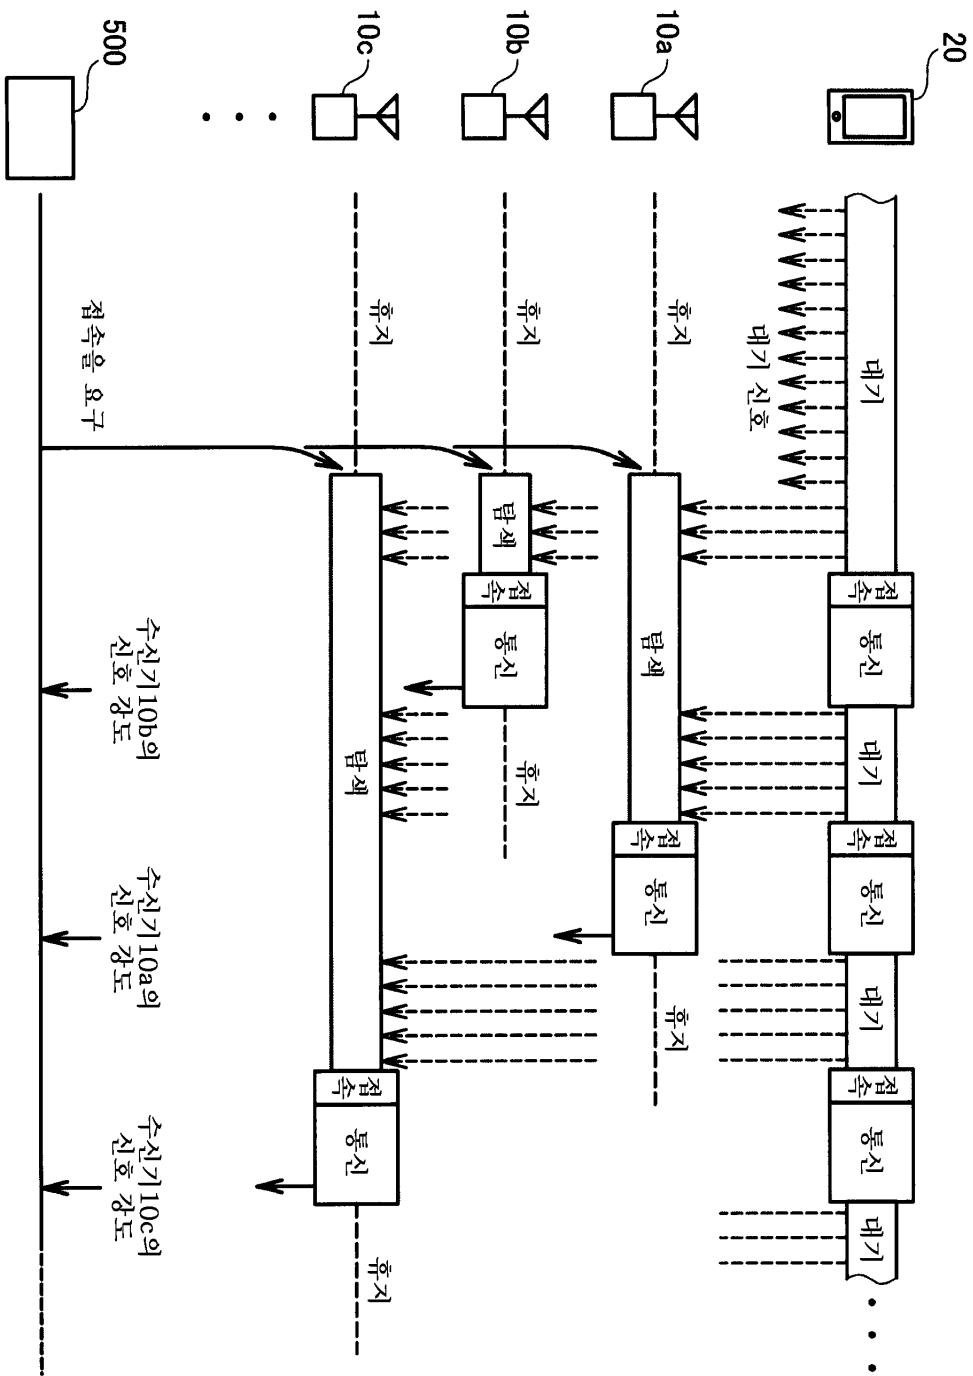 20
대기
접
속
통신
대기
접
속
통신
대기
접
속
통신
대기
대기 신호
10a
휴지
탐색
접
속
통신
휴지
10b
휴지
탐색
접
속
통신
휴지
10c
휴지
탐색
접
속
통신
휴지
500
접속을 요구
수신기10b의
신호 강도
수신기10a의
신호 강도
수신기10c의
신호 강도